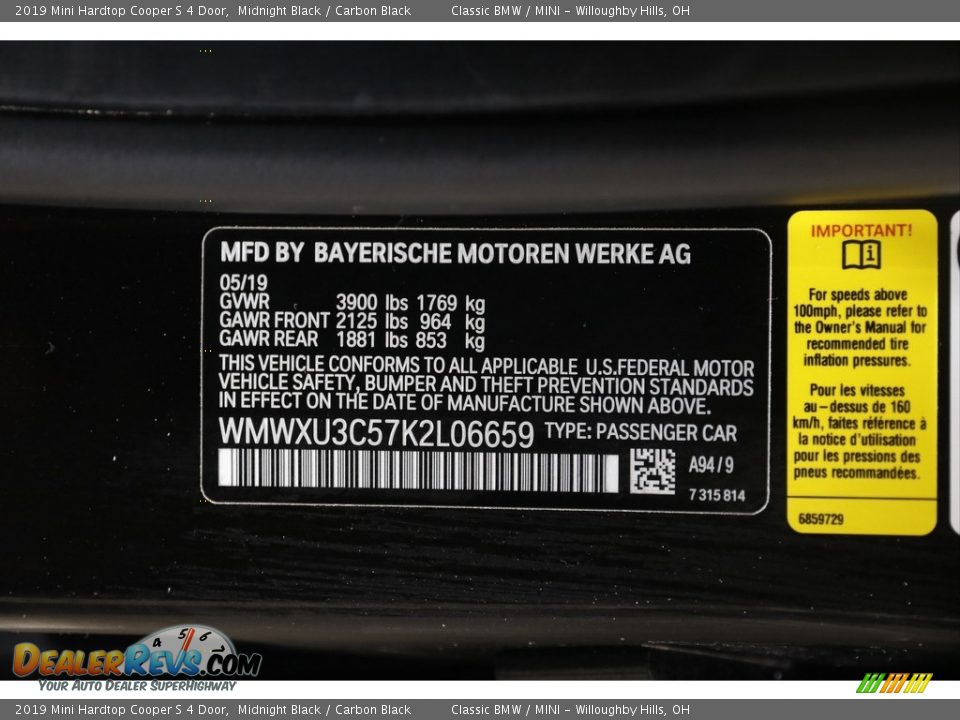 2019 Mini Hardtop Cooper S 4 Door, Midnight Black / Carbon Black Classic BMW / MINI - Willoughby Hills, OH
MFD BY BAYERISCHE MOTOREN WERKE AG
05/19
GVWR 3900 lbs 1769 kg
GAWR FRONT 2125 lbs 964 kg
GAWR REAR 1881 lbs 853 kg
THIS VEHICLE CONFORMS TO ALL APPLICABLE U.S.FEDERAL MOTOR
VEHICLE SAFETY, BUMPER AND THEFT PREVENTION STANDARDS
IN EFFECT ON THE DATE OF MANUFACTURE SHOWN ABOVE.
WMWXU3C57K2L06659 TYPE: PASSENGER CAR
A94/9
7 315 814
IMPORTANT!
For speeds above
100mph, please refer to
the Owner's Manual for
recommended tire
inflation pressures.
Pour les vitesses
au-dessus de 160
km/h, faites référence à
la notice d'utilisation
pour les pressions des
pneus recommandées.
6859729
4 5 6 7
DEALERREVS.COM
YOUR AUTO DEALER SUPERHIGHWAY
2019 Mini Hardtop Cooper S 4 Door, Midnight Black / Carbon Black Classic BMW / MINI - Willoughby Hills, OH